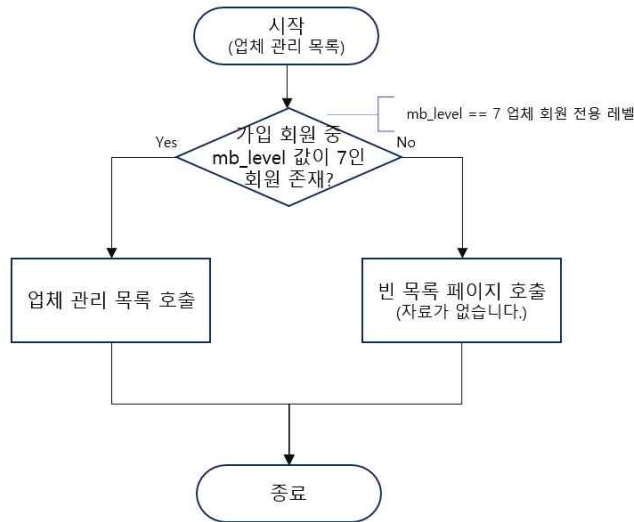 시작
(업체 관리 목록)
mb_level == 7 업체 회원 전용 레벨
가입 회원 중
Yes
No
mb_level 값이 7인
회원 존재?
업체 관리 목록 호출
빈 목록 페이지 호출
(자료가 없습니다.)
종료